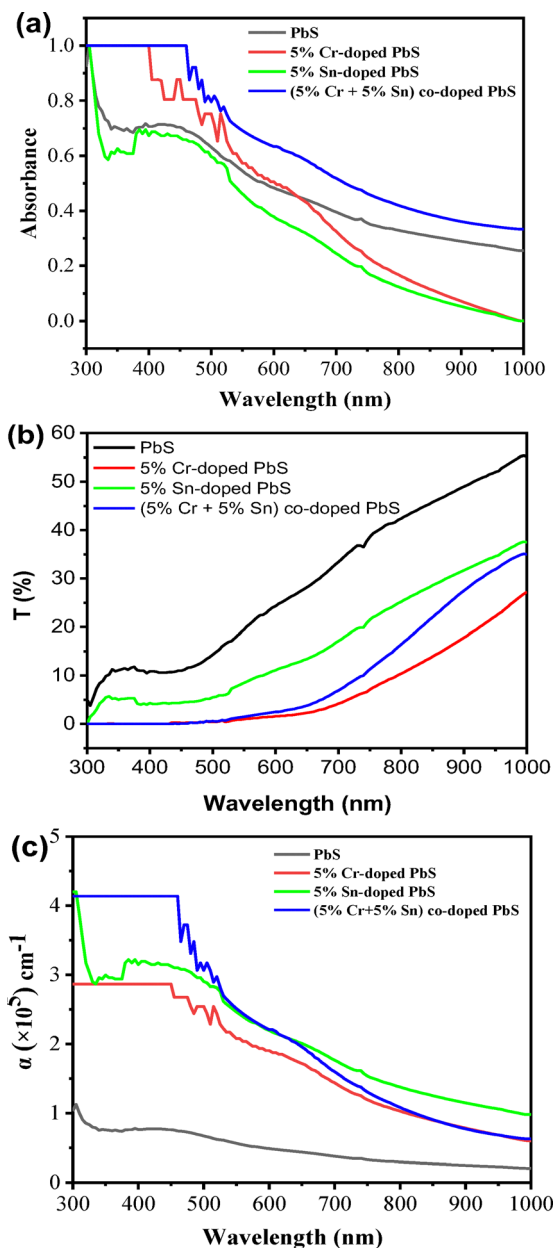 (a)
PbS
5% Cr-doped PbS
5% Sn-doped PbS
(5% Cr + 5% Sn) co-doped PbS
1.0
0.8
0.6
0.4
0.2
0.0
Absorbance
300 400 500 600 700 800 900 1000
Wavelength (nm)
(b)
PbS
5% Cr-doped PbS
5% Sn-doped PbS
(5% Cr + 5% Sn) co-doped PbS
60
50
40
30
20
10
0
T (%)
300 400 500 600 700 800 900 1000
Wavelength (nm)
(c)
PbS
5% Cr-doped PbS
5% Sn-doped PbS
(5% Cr+5% Sn) co-doped PbS
5
4
3
2
1
0
α (×10⁵) cm⁻¹
300 400 500 600 700 800 900 1000
Wavelength (nm)